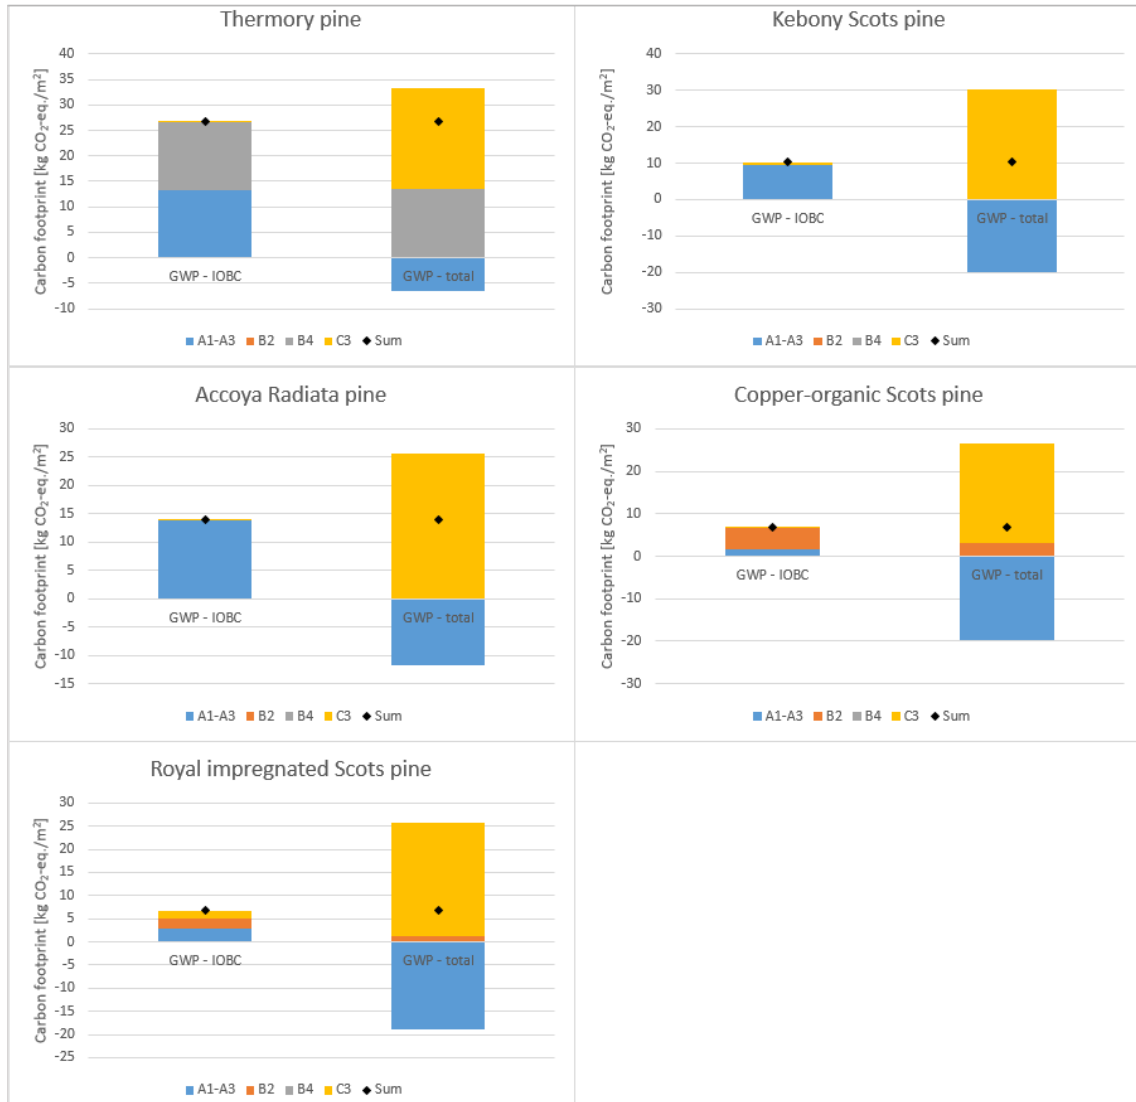 Thermory pine
Carbon footprint [kg CO₂-eq./m²]
40
35
30
25
20
15
10
5
0
-5
-10
GWP - IOBC
GWP - total
A1-A3 B2 B4 C3 Sum
Kebony Scots pine
Carbon footprint [kg CO₂-eq./m²]
40
30
20
10
0
-10
-20
-30
GWP - IOBC
GWP - total
A1-A3 B2 B4 C3 Sum
Accoya Radiata pine
Carbon footprint [kg CO₂-eq./m²]
30
25
20
15
10
5
0
-5
-10
-15
GWP - IOBC
GWP - total
A1-A3 B2 B4 C3 Sum
Copper-organic Scots pine
Carbon footprint [kg CO₂-eq./m²]
30
20
10
0
-10
-20
-30
GWP - IOBC
GWP - total
A1-A3 B2 B4 C3 Sum
Royal impregnated Scots pine
Carbon footprint [kg CO₂-eq./m²]
30
25
20
15
10
5
0
-5
-10
-15
-20
-25
GWP - IOBC
GWP - total
A1-A3 B2 B4 C3 Sum